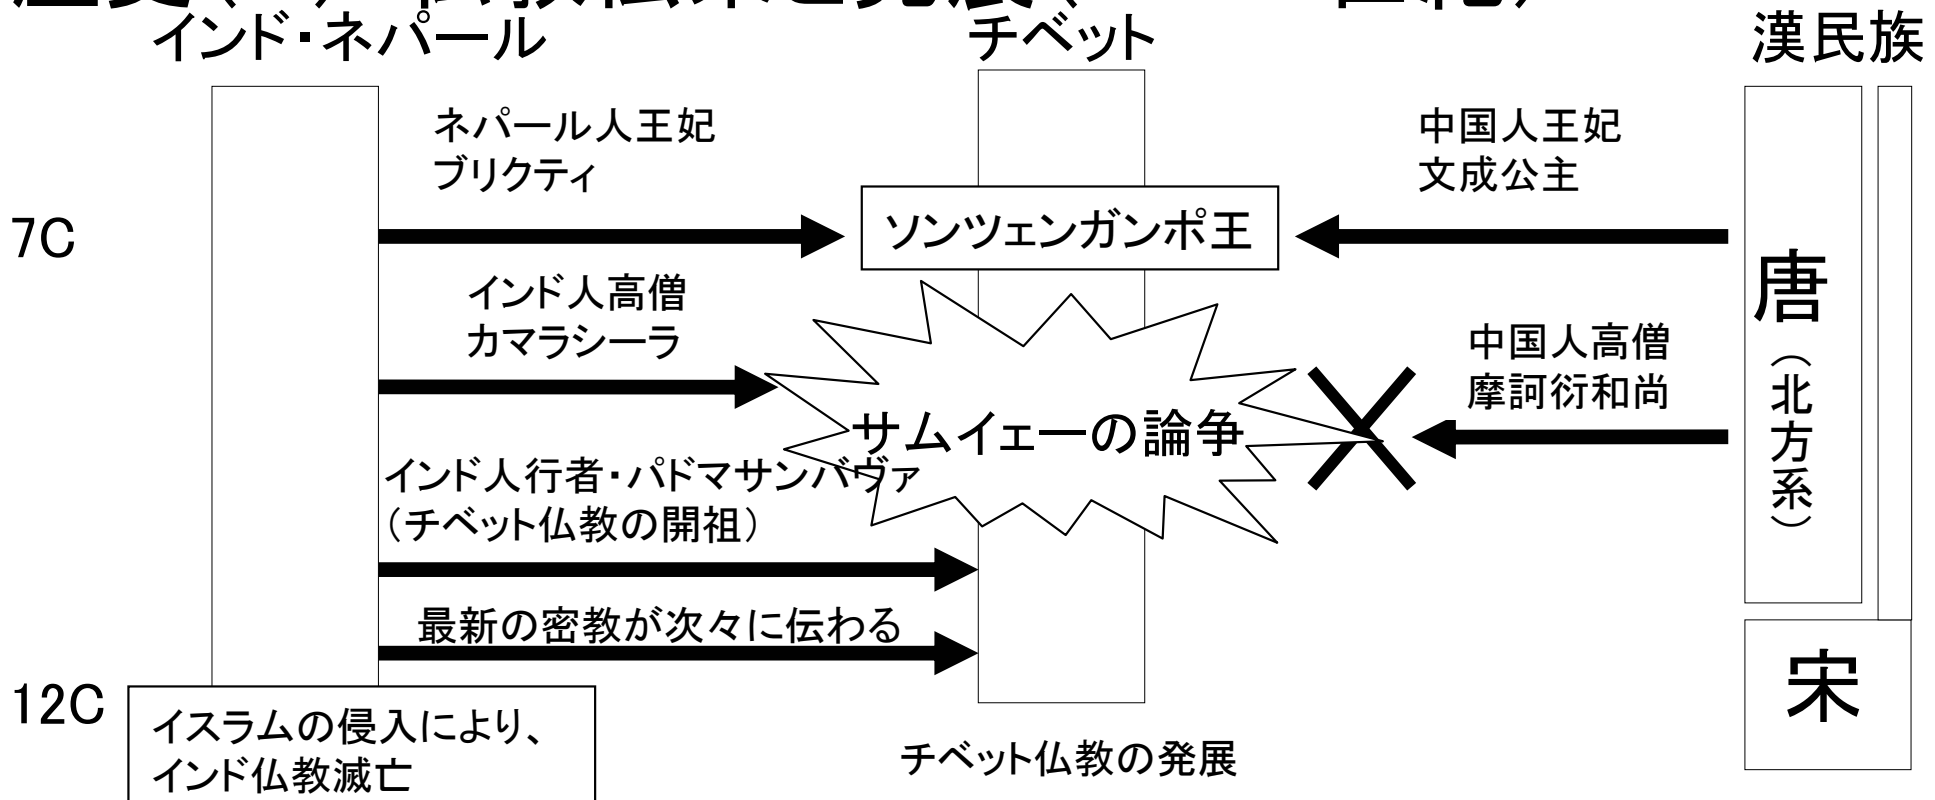 インド・ネパール
チベット
漢民族
ネパール人王妃
ブリクティ
中国人王妃
文成公主
7C
ソンツェンガンポ王
唐(北方系)
インド人高僧
カマラシーラ
中国人高僧
摩訶衍和尚
サムイェーの論争
インド人行者・パドマサンバヴァ
(チベット仏教の開祖)
最新の密教が次々に伝わる
宋
12C
イスラムの侵入により、
インド仏教滅亡
チベット仏教の発展